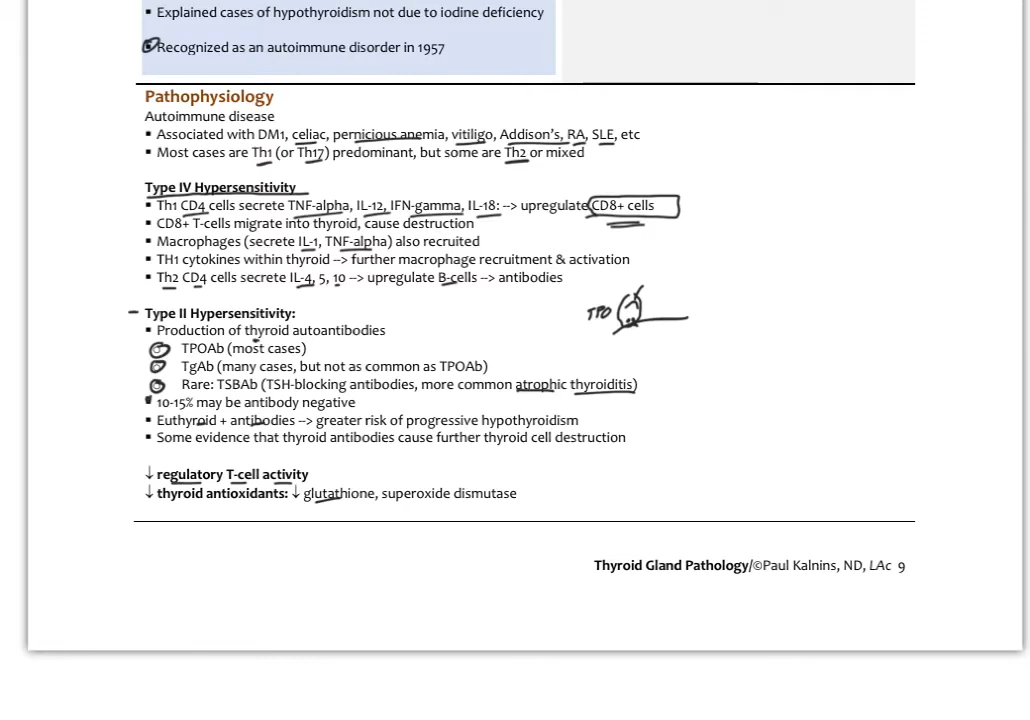 ▪ Explained cases of hypothyroidism not due to iodine deficiency
▪ Recognized as an autoimmune disorder in 1957
Pathophysiology
Autoimmune disease
▪ Associated with DM1, celiac, pernicious anemia, vitiligo, Addison's, RA, SLE, etc
▪ Most cases are Th1 (or Th17) predominant, but some are Th2 or mixed
Type IV Hypersensitivity
▪ Th1 CD4 cells secrete TNF-alpha, IL-12, IFN-gamma, IL-18: --> upregulate CD8+ cells
▪ CD8+ T-cells migrate into thyroid, cause destruction
▪ Macrophages (secrete IL-1, TNF-alpha) also recruited
▪ TH1 cytokines within thyroid --> further macrophage recruitment & activation
▪ Th2 CD4 cells secrete IL-4, 5, 10 --> upregulate B-cells --> antibodies
Type II Hypersensitivity:
TPO
▪ Production of thyroid autoantibodies
TPOAb (most cases)
TgAb (many cases, but not as common as TPOAb)
Rare: TSBAb (TSH-blocking antibodies, more common atrophic thyroiditis)
▪ 10-15% may be antibody negative
▪ Euthyroid + antibodies --> greater risk of progressive hypothyroidism
▪ Some evidence that thyroid antibodies cause further thyroid cell destruction
↓ regulatory T-cell activity
↓ thyroid antioxidants: ↓ glutathione, superoxide dismutase
Thyroid Gland Pathology/©Paul Kalnins, ND, LAc 9